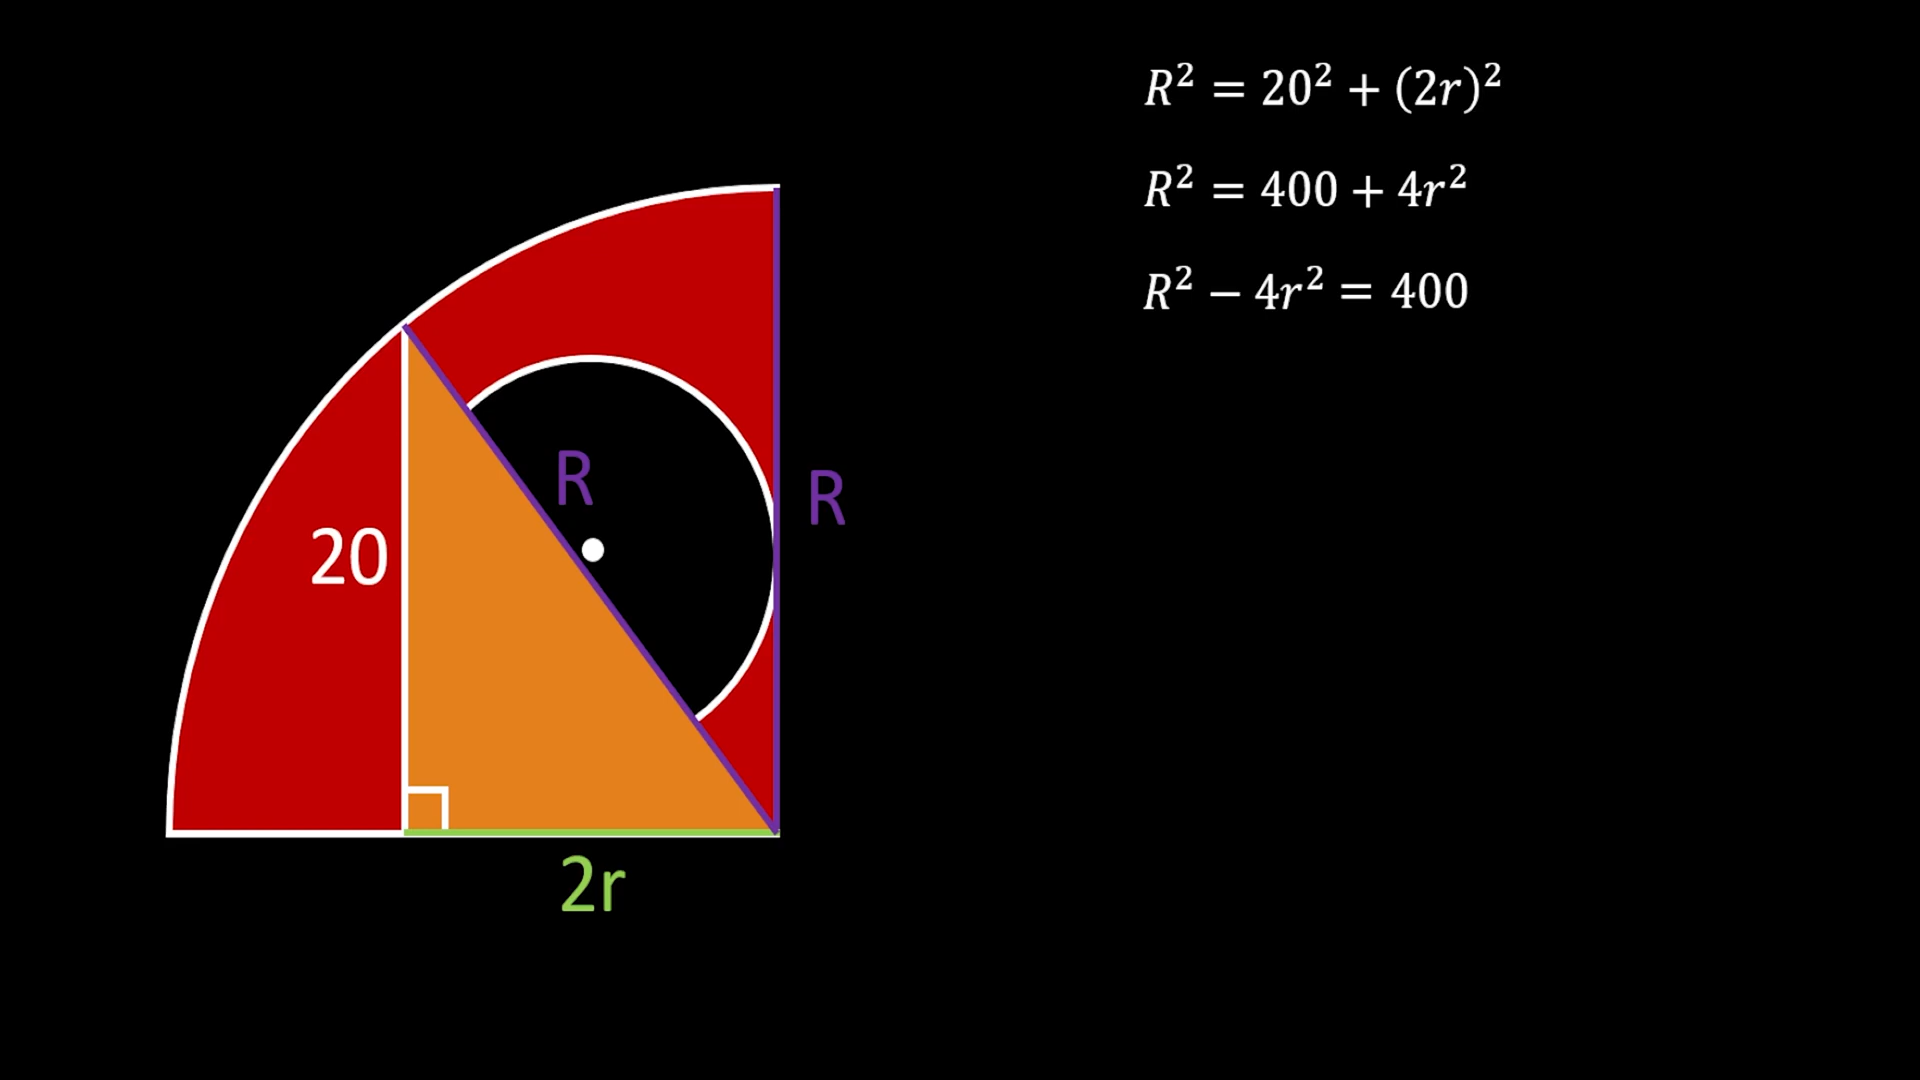 R² = 20² + (2r)²
R² = 400 + 4r²
R² − 4r² = 400
R
R
20
2r